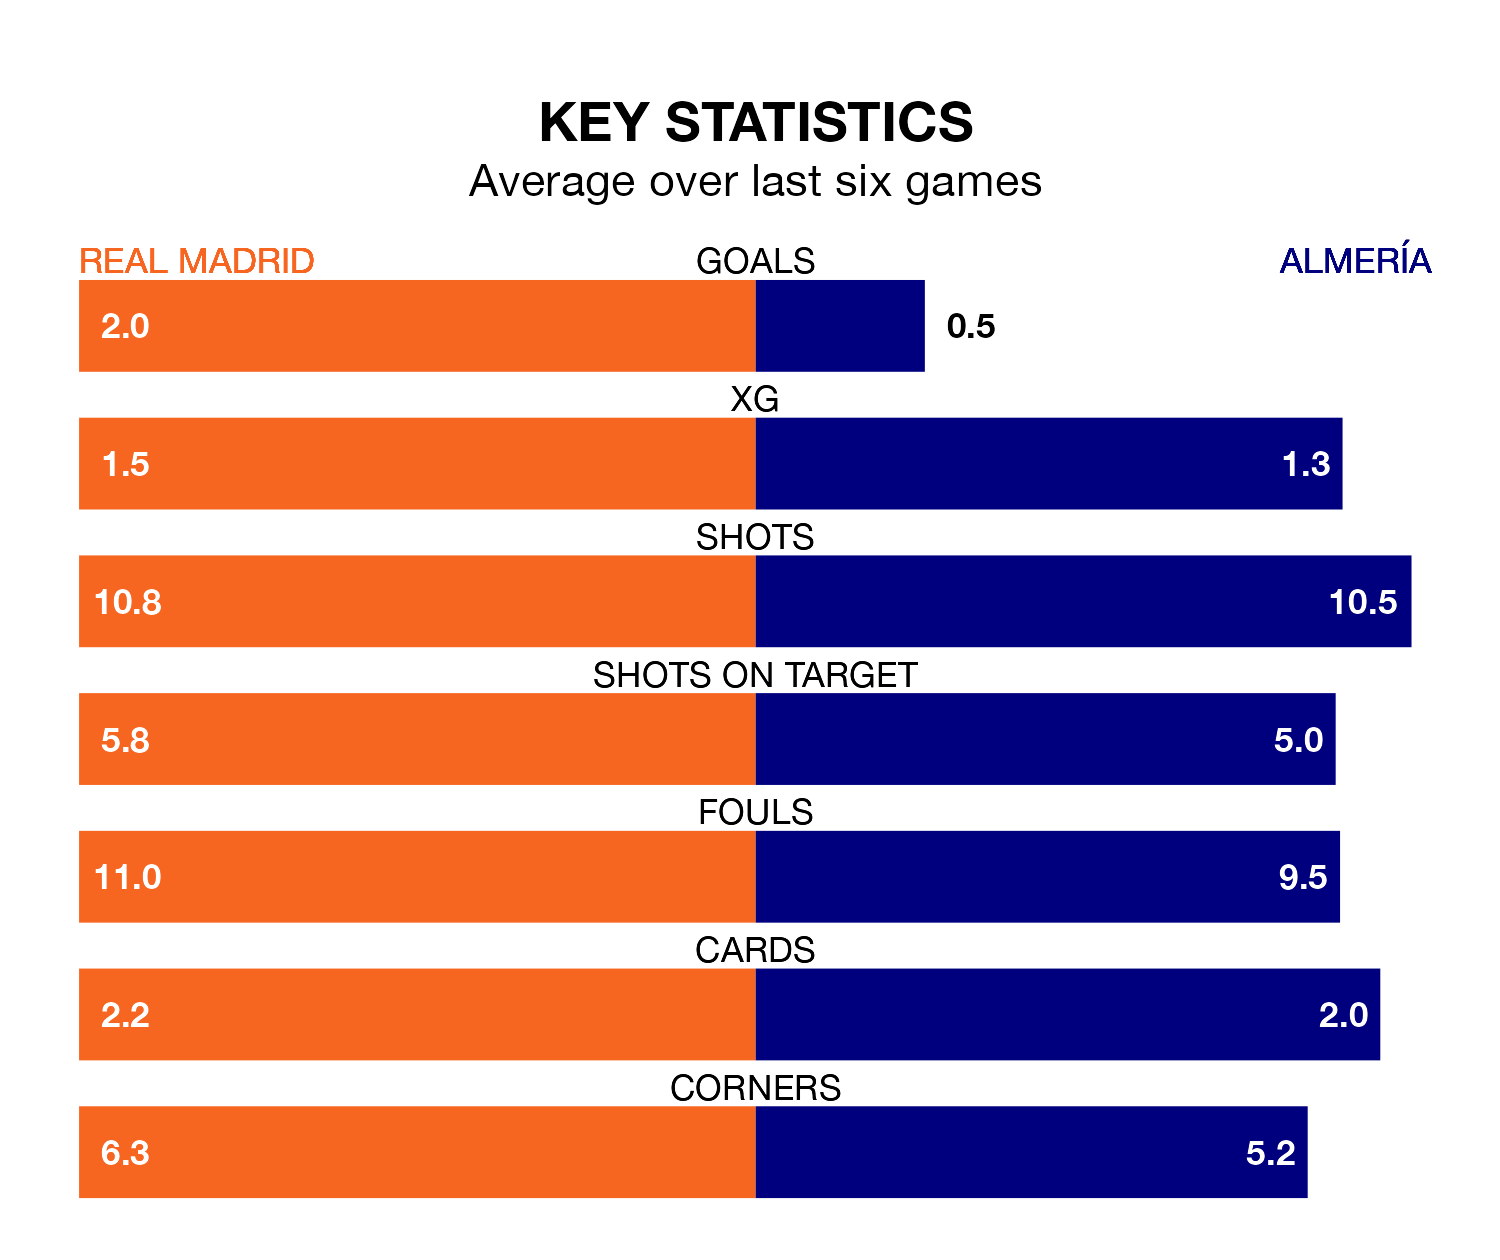 KEY STATISTICS
Average over last six games
REAL MADRID GOALS ALMERÍA
2.0 0.5
XG
1.5 1.3
SHOTS
10.8 10.5
SHOTS ON TARGET
5.8 5.0
FOULS
11.0 9.5
CARDS
2.2 2.0
CORNERS
6.3 5.2